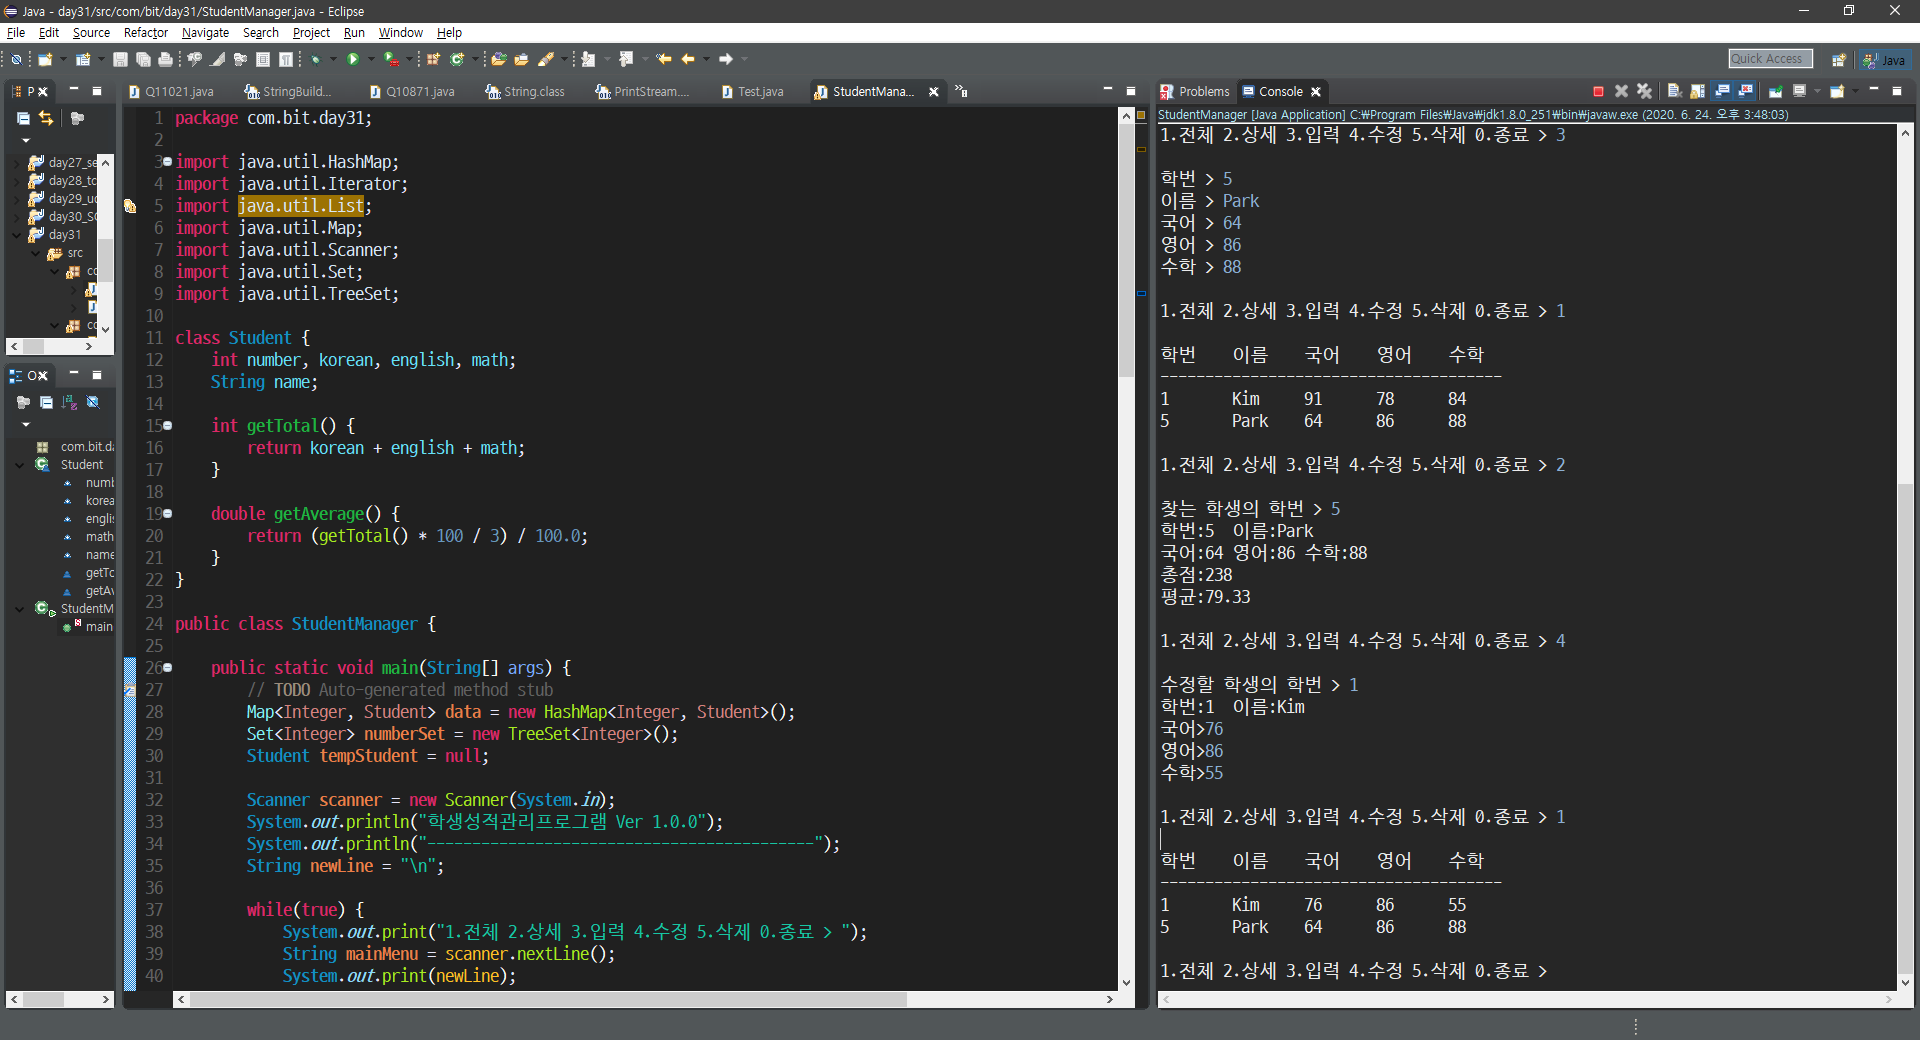 Java - day31/src/com/bit/day31/StudentManager.java - Eclipse
File Edit Source Refactor Navigate Search Project Run Window Help
Quick Access
Java
P
day27_se
day28_tc
day29_uc
day30_SC
day31
src
O
com.bit.da
Student
numb
korea
englis
math
name
getTo
getAv
StudentM
main
Q11021.java StringBuild... Q10871.java String.class PrintStream.... Test.java StudentMana...
1 package com.bit.day31;
2
3 import java.util.HashMap;
4 import java.util.Iterator;
5 import java.util.List;
6 import java.util.Map;
7 import java.util.Scanner;
8 import java.util.Set;
9 import java.util.TreeSet;
10
11 class Student {
12 int number, korean, english, math;
13 String name;
14
15 int getTotal() {
16 return korean + english + math;
17 }
18
19 double getAverage() {
20 return (getTotal() * 100 / 3) / 100.0;
21 }
22 }
23
24 public class StudentManager {
25
26 public static void main(String[] args) {
27 // TODO Auto-generated method stub
28 Map<Integer, Student> data = new HashMap<Integer, Student>();
29 Set<Integer> numberSet = new TreeSet<Integer>();
30 Student tempStudent = null;
31
32 Scanner scanner = new Scanner(System.in);
33 System.out.println("학생성적관리프로그램 Ver 1.0.0");
34 System.out.println("-------------------------------------------");
35 String newLine = "\n";
36
37 while(true) {
38 System.out.print("1.전체 2.상세 3.입력 4.수정 5.삭제 0.종료 > ");
39 String mainMenu = scanner.nextLine();
40 System.out.print(newLine);
Problems Console
StudentManager [Java Application] C:₩Program Files₩Java₩jdk1.8.0_251₩bin₩javaw.exe (2020. 6. 24. 오후 3:48:03)
1.전체 2.상세 3.입력 4.수정 5.삭제 0.종료 > 3
학번 > 5
이름 > Park
국어 > 64
영어 > 86
수학 > 88
1.전체 2.상세 3.입력 4.수정 5.삭제 0.종료 > 1
학번 이름 국어 영어 수학
--------------------------------------
1 Kim 91 78 84
5 Park 64 86 88
1.전체 2.상세 3.입력 4.수정 5.삭제 0.종료 > 2
찾는 학생의 학번 > 5
학번:5 이름:Park
국어:64 영어:86 수학:88
총점:238
평균:79.33
1.전체 2.상세 3.입력 4.수정 5.삭제 0.종료 > 4
수정할 학생의 학번 > 1
학번:1 이름:Kim
국어>76
영어>86
수학>55
1.전체 2.상세 3.입력 4.수정 5.삭제 0.종료 > 1
학번 이름 국어 영어 수학
--------------------------------------
1 Kim 76 86 55
5 Park 64 86 88
1.전체 2.상세 3.입력 4.수정 5.삭제 0.종료 >